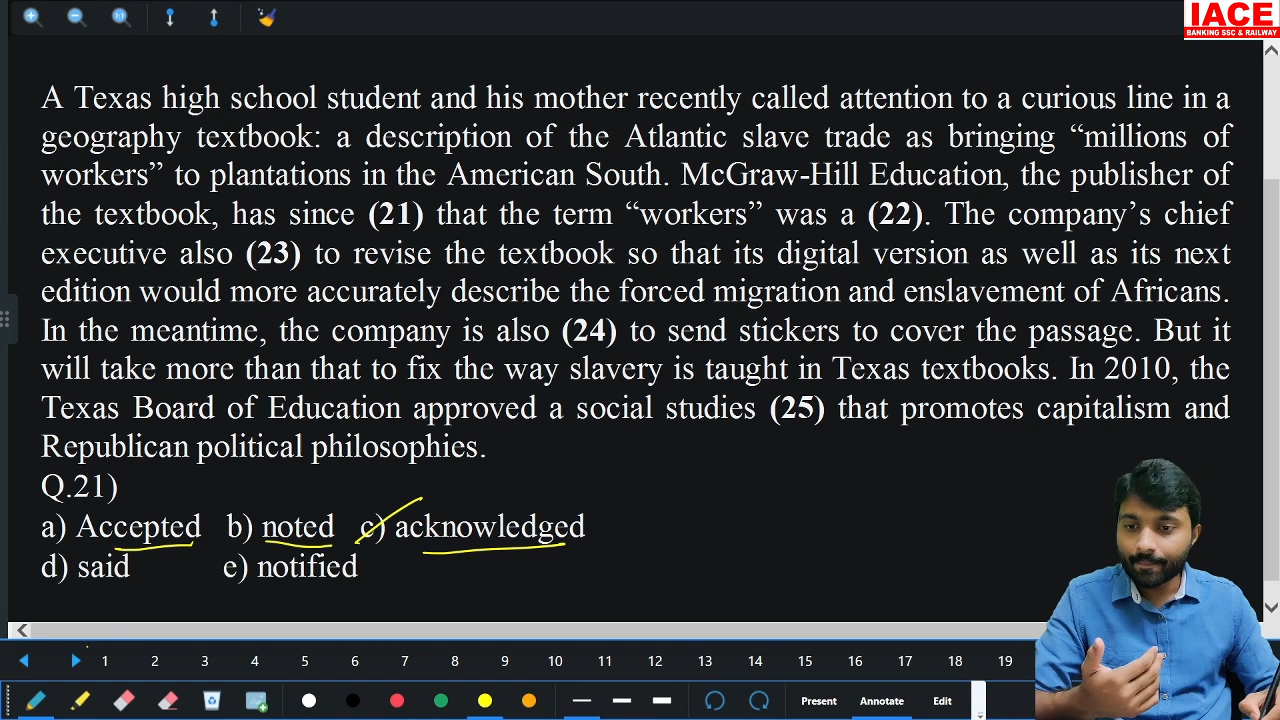 IACE
BANKING SSC & RAILWAY
A Texas high school student and his mother recently called attention to a curious line in a
geography textbook: a description of the Atlantic slave trade as bringing “millions of
workers” to plantations in the American South. McGraw-Hill Education, the publisher of
the textbook, has since (21) that the term “workers” was a (22). The company’s chief
executive also (23) to revise the textbook so that its digital version as well as its next
edition would more accurately describe the forced migration and enslavement of Africans.
In the meantime, the company is also (24) to send stickers to cover the passage. But it
will take more than that to fix the way slavery is taught in Texas textbooks. In 2010, the
Texas Board of Education approved a social studies (25) that promotes capitalism and
Republican political philosophies.
Q.21)
a) Accepted b) noted c) acknowledged
d) said e) notified
1 2 3 4 5 6 7 8 9 10 11 12 13 14 15 16 17 18 19
Present Annotate Edit